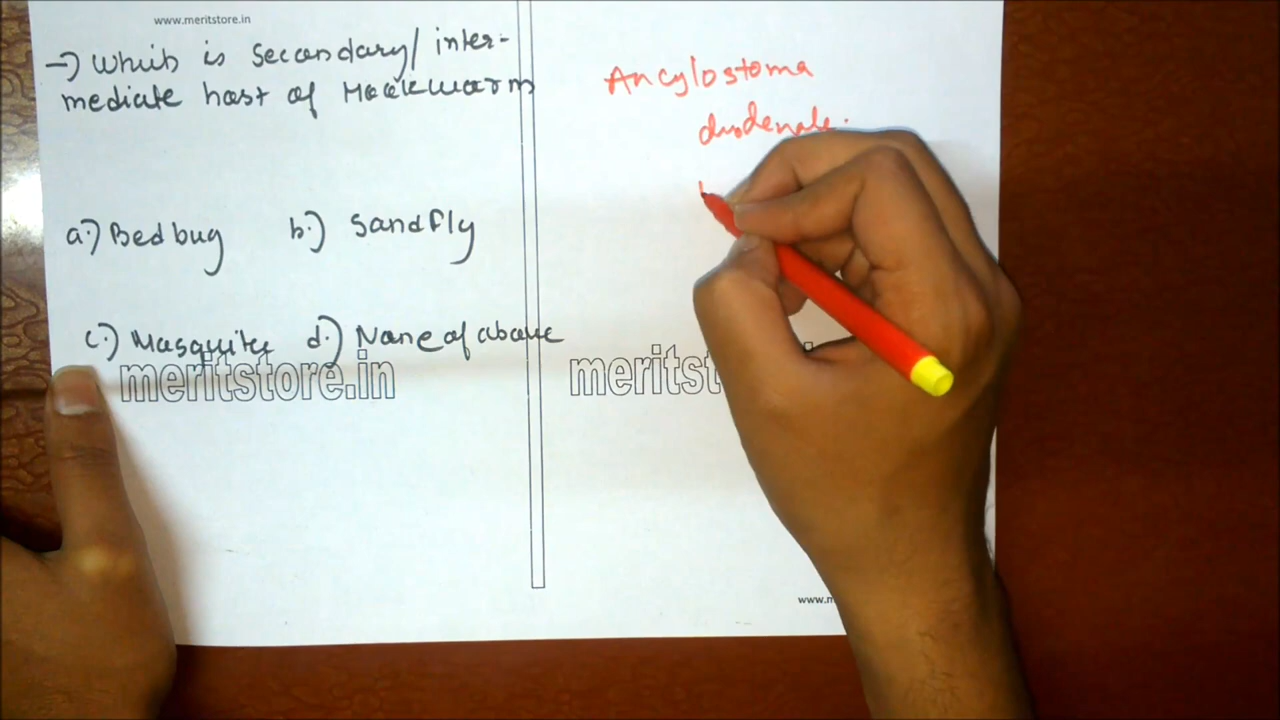 www.meritstore.in
→ Which is Secondary/inter-
mediate host of Hookworm
a.) Bedbug b.) Sandfly
c.) Mosquito d.) None of above
meritstore.in
Ancylostoma
duodenale.
meritst
www.m